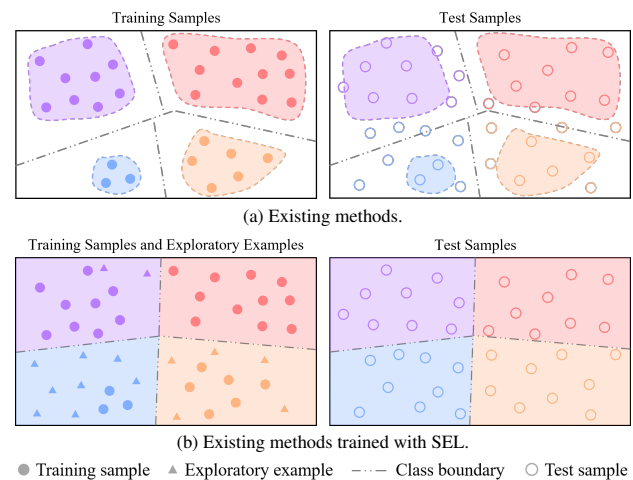 Training Samples
Test Samples
(a) Existing methods.
Training Samples and Exploratory Examples
Test Samples
(b) Existing methods trained with SEL.
Training sample
Exploratory example
Class boundary
Test sample